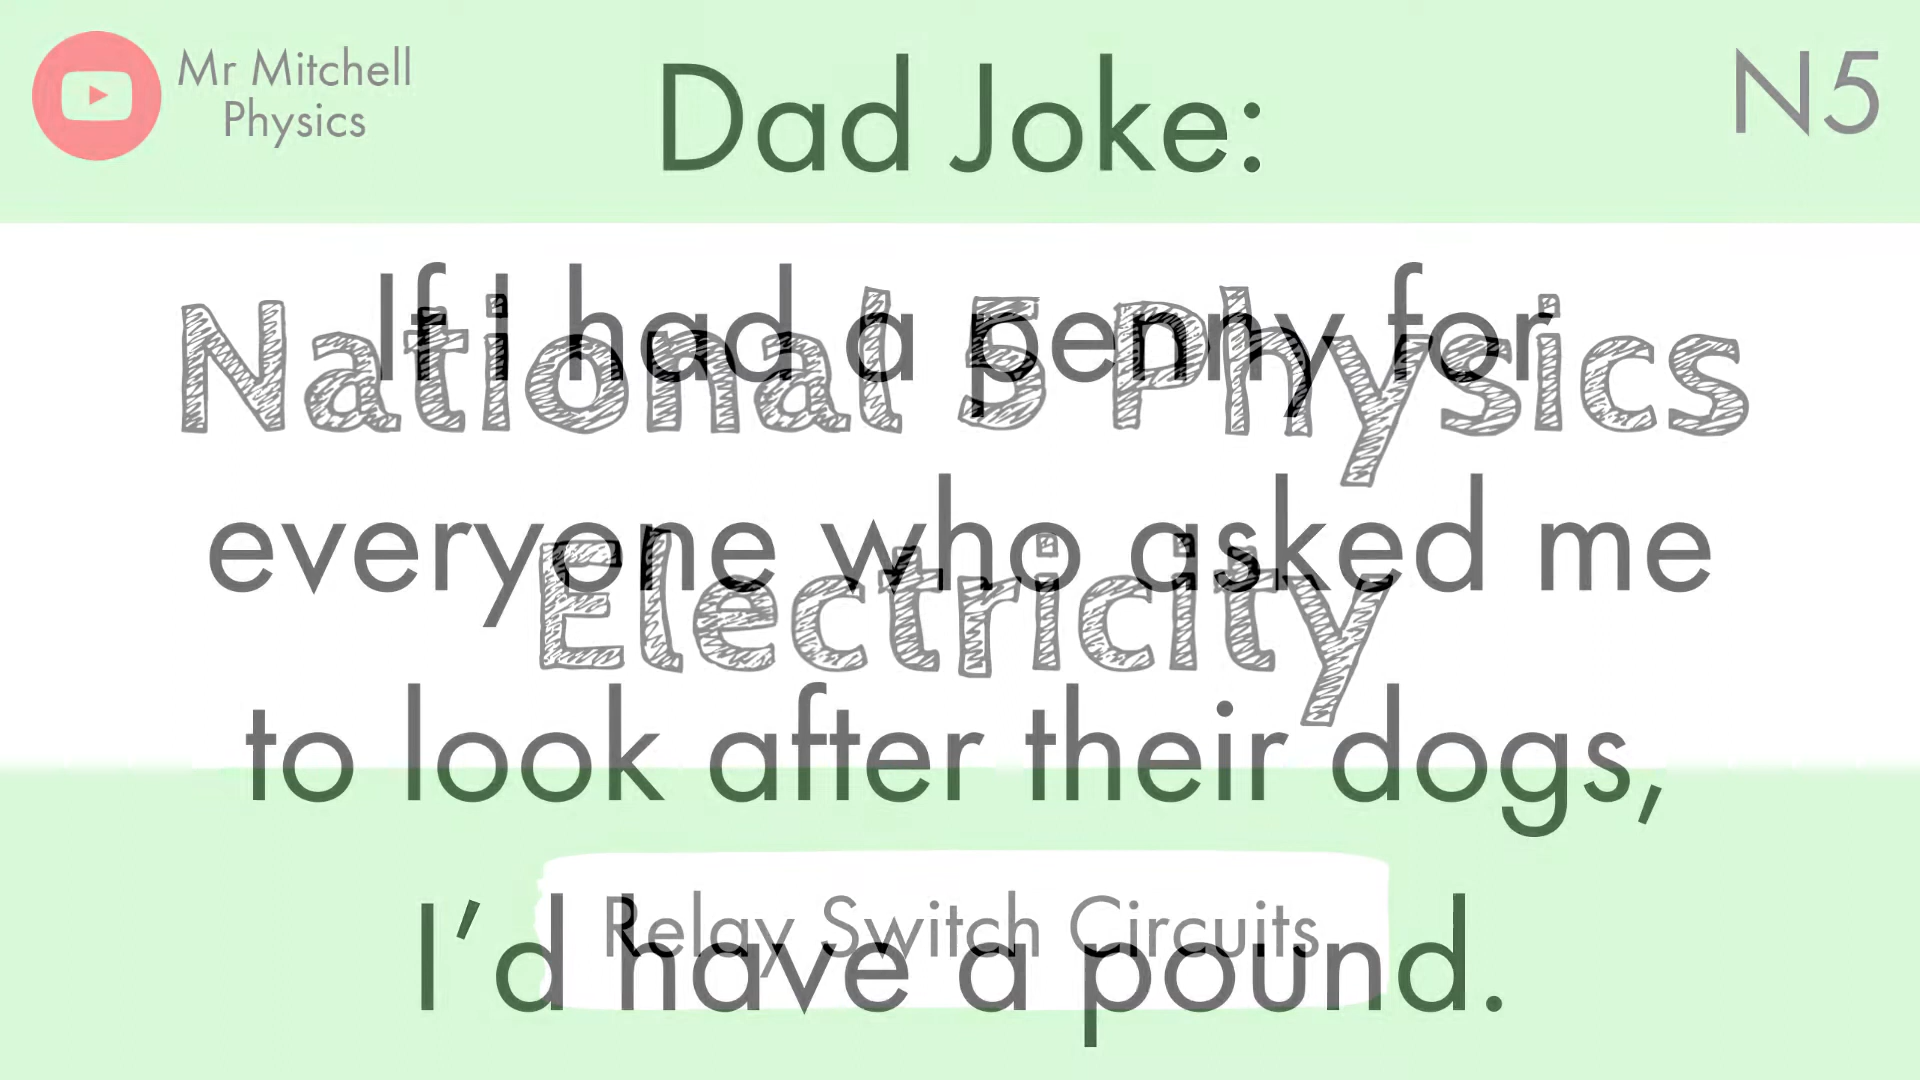 Mr Mitchell
Physics
Dad Joke:
N5
If I had a penny for
everyone who asked me
to look after their dogs,
I'd have a pound.
National 5 Physics
Electricity
Relay Switch Circuits